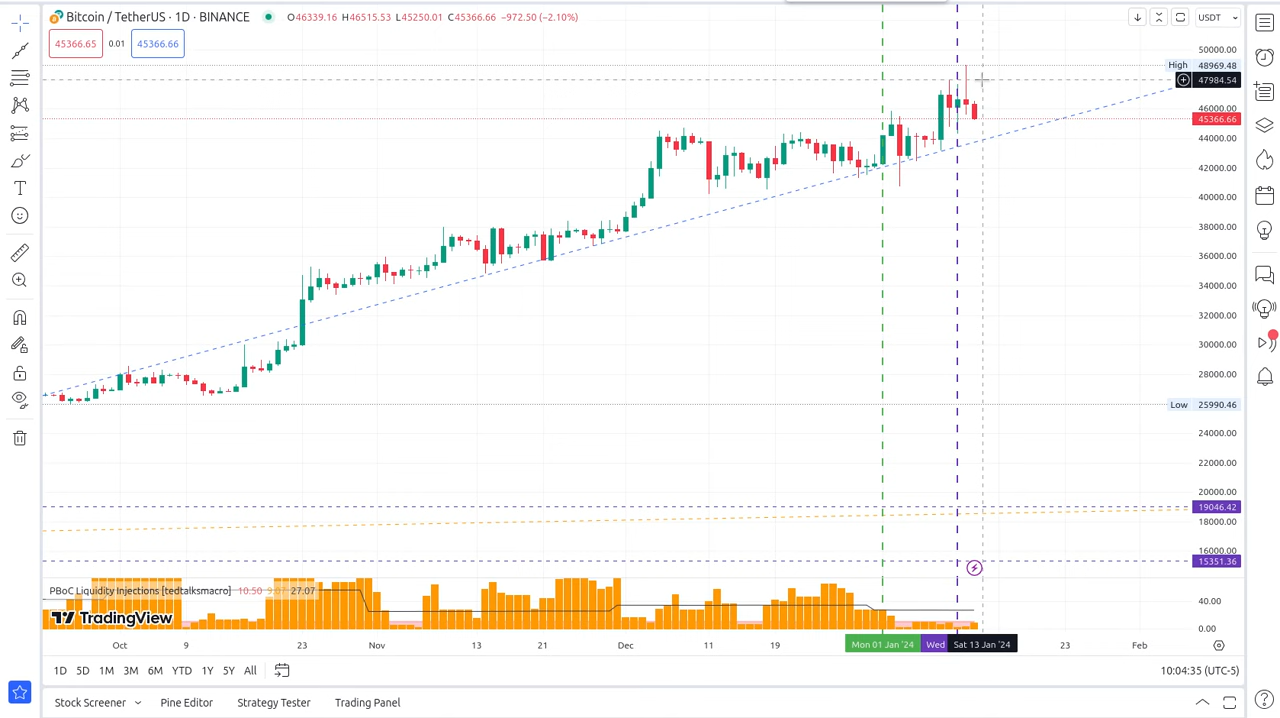 Bitcoin / TetherUS · 1D · BINANCE O46339.16 H46515.53 L45250.01 C45366.66 -972.50 (-2.10%)
USDT
45366.65 0.01 45366.66
50000.00
High 48969.48
47984.54
46000.00
45366.66
44000.00
42000.00
40000.00
38000.00
36000.00
34000.00
32000.00
30000.00
28000.00
Low 25990.46
24000.00
22000.00
20000.00
19046.42
18000.00
16000.00
15351.36
PBoC Liquidity Injections [tedtalksmacro] 10.50 9.07 27.07
40.00
TradingView
0.00
Oct 23 Nov 13 21 Dec 11 19 Mon 01 Jan '24 Wed Sat 13 Jan '24 23 Feb
1D 5D 1M 3M 6M YTD 1Y 5Y All 10:04:35 (UTC-5)
Stock Screener Pine Editor Strategy Tester Trading Panel